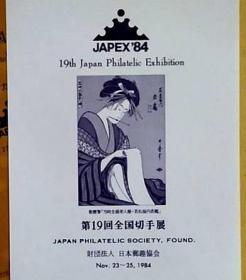 JAPEX'84
19th Japan Philatelic Exhibition
第19回全国切手展
JAPAN PHILATELIC SOCIETY, FOUND.
財団法人 日本郵趣協会
Nov. 23~25, 1984